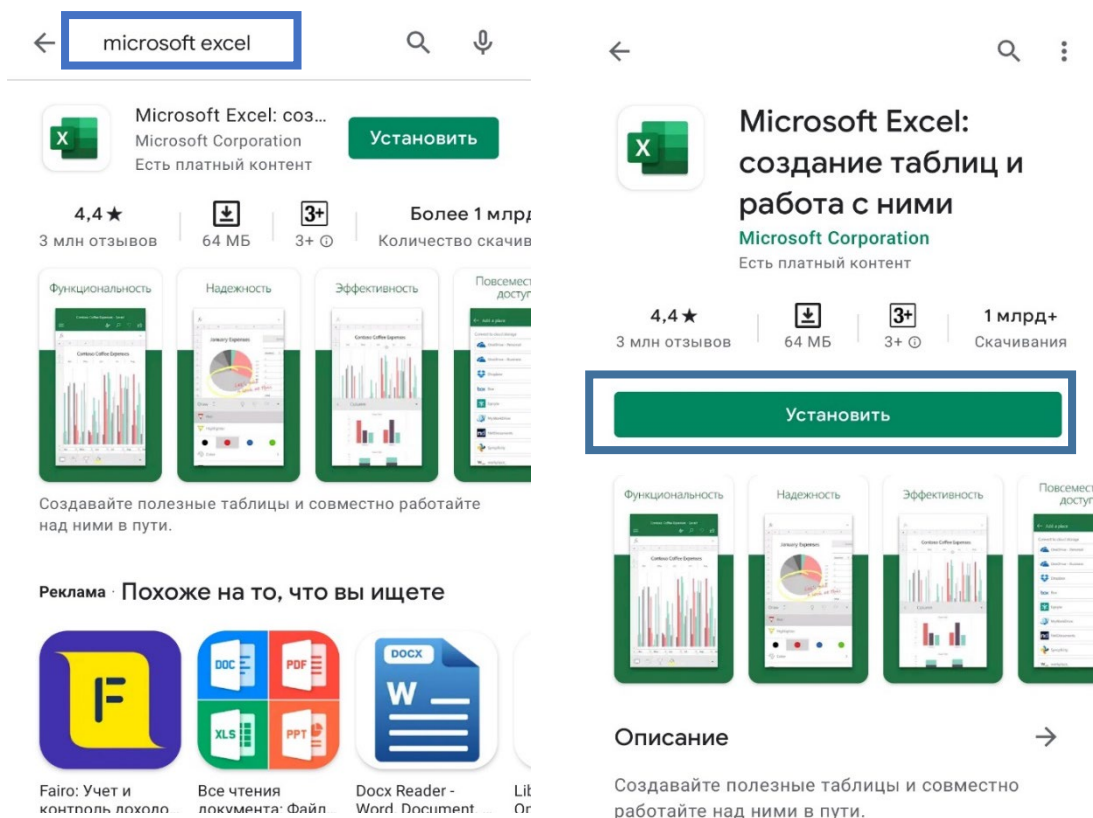 microsoft excel
Microsoft Excel: соз...
Microsoft Corporation
Есть платный контент
Установить
4,4★
3 млн отзывов
64 МБ
3+
3+
Более 1 млрд
Количество скачив
Функциональность
Надежность
Эффективность
Повсемест
доступ
Создавайте полезные таблицы и совместно работайте
над ними в пути.
Реклама · Похоже на то, что вы ищете
F
DOC
PDF
XLS
PPT
DOCX
W
Fairo: Учет и
контроль доходо...
Все чтения
документа: Файл...
Docx Reader -
Word, Document,...
Lib
Or
Microsoft Excel:
создание таблиц и
работа с ними
Microsoft Corporation
Есть платный контент
4,4★
3 млн отзывов
64 МБ
3+
3+
1 млрд+
Скачивания
Установить
Функциональность
Надежность
Эффективность
Повсемест
доступ
Описание
Создавайте полезные таблицы и совместно
работайте над ними в пути.